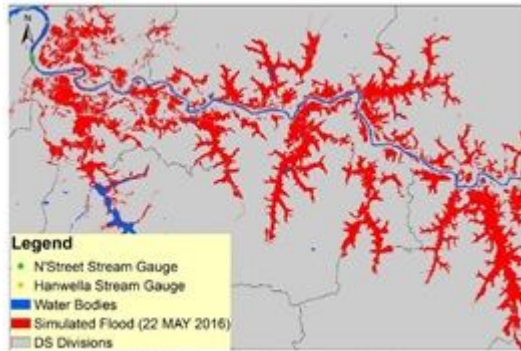 N
Legend
N'Street Stream Gauge
Hanwella Stream Gauge
Water Bodies
Simulated Flood (22 MAY 2016)
DS Divisions